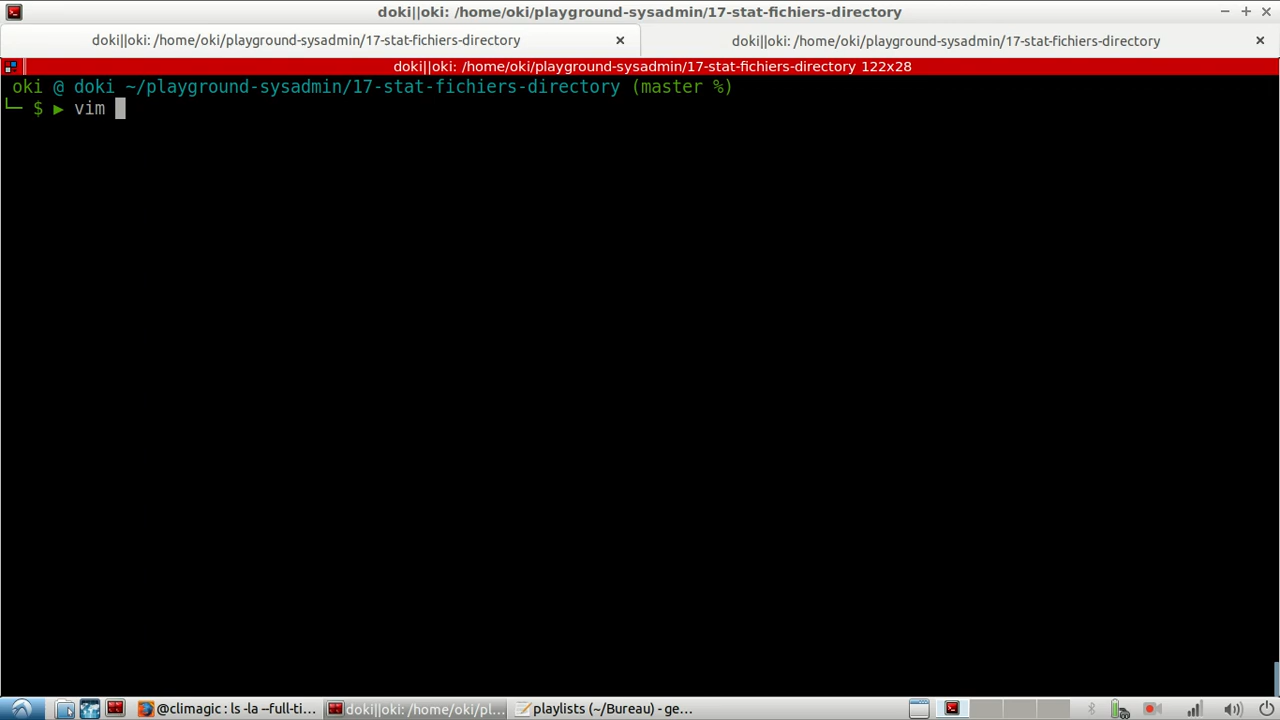 doki||oki: /home/oki/playground-sysadmin/17-stat-fichiers-directory
doki||oki: /home/oki/playground-sysadmin/17-stat-fichiers-directory
doki||oki: /home/oki/playground-sysadmin/17-stat-fichiers-directory
doki||oki: /home/oki/playground-sysadmin/17-stat-fichiers-directory 122x28
oki @ doki ~/playground-sysadmin/17-stat-fichiers-directory (master %)
└─ $ ▶ vim
@climagic : ls -la --full-ti...
doki||oki: /home/oki/pl...
playlists (~/Bureau) - ge...